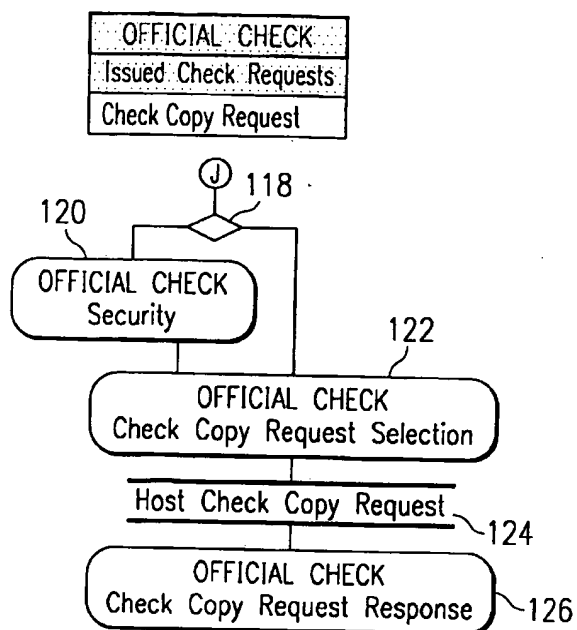 OFFICIAL CHECK
Issued Check Requests
Check Copy Request
J
118
120
OFFICIAL CHECK
Security
122
OFFICIAL CHECK
Check Copy Request Selection
Host Check Copy Request
124
OFFICIAL CHECK
Check Copy Request Response
126